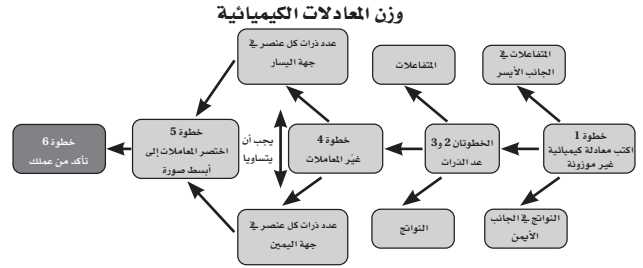 وزن المعادلات الكيميائية
المتفاعلات في
الجانب الأيسر
خطوة 1
اكتب معادلة كيميائية
غير موزونة
النواتج في الجانب
الأيمن
المتفاعلات
الخطوتان 2 و3
عد الذرات
النواتج
عدد ذرات كل عنصر في
جهة اليسار
خطوة 4
غيّر المعاملات
عدد ذرات كل عنصر في
جهة اليمين
يجب أن
يتساويا
خطوة 5
اختصر المعاملات إلى
أبسط صورة
خطوة 6
تأكد من عملك